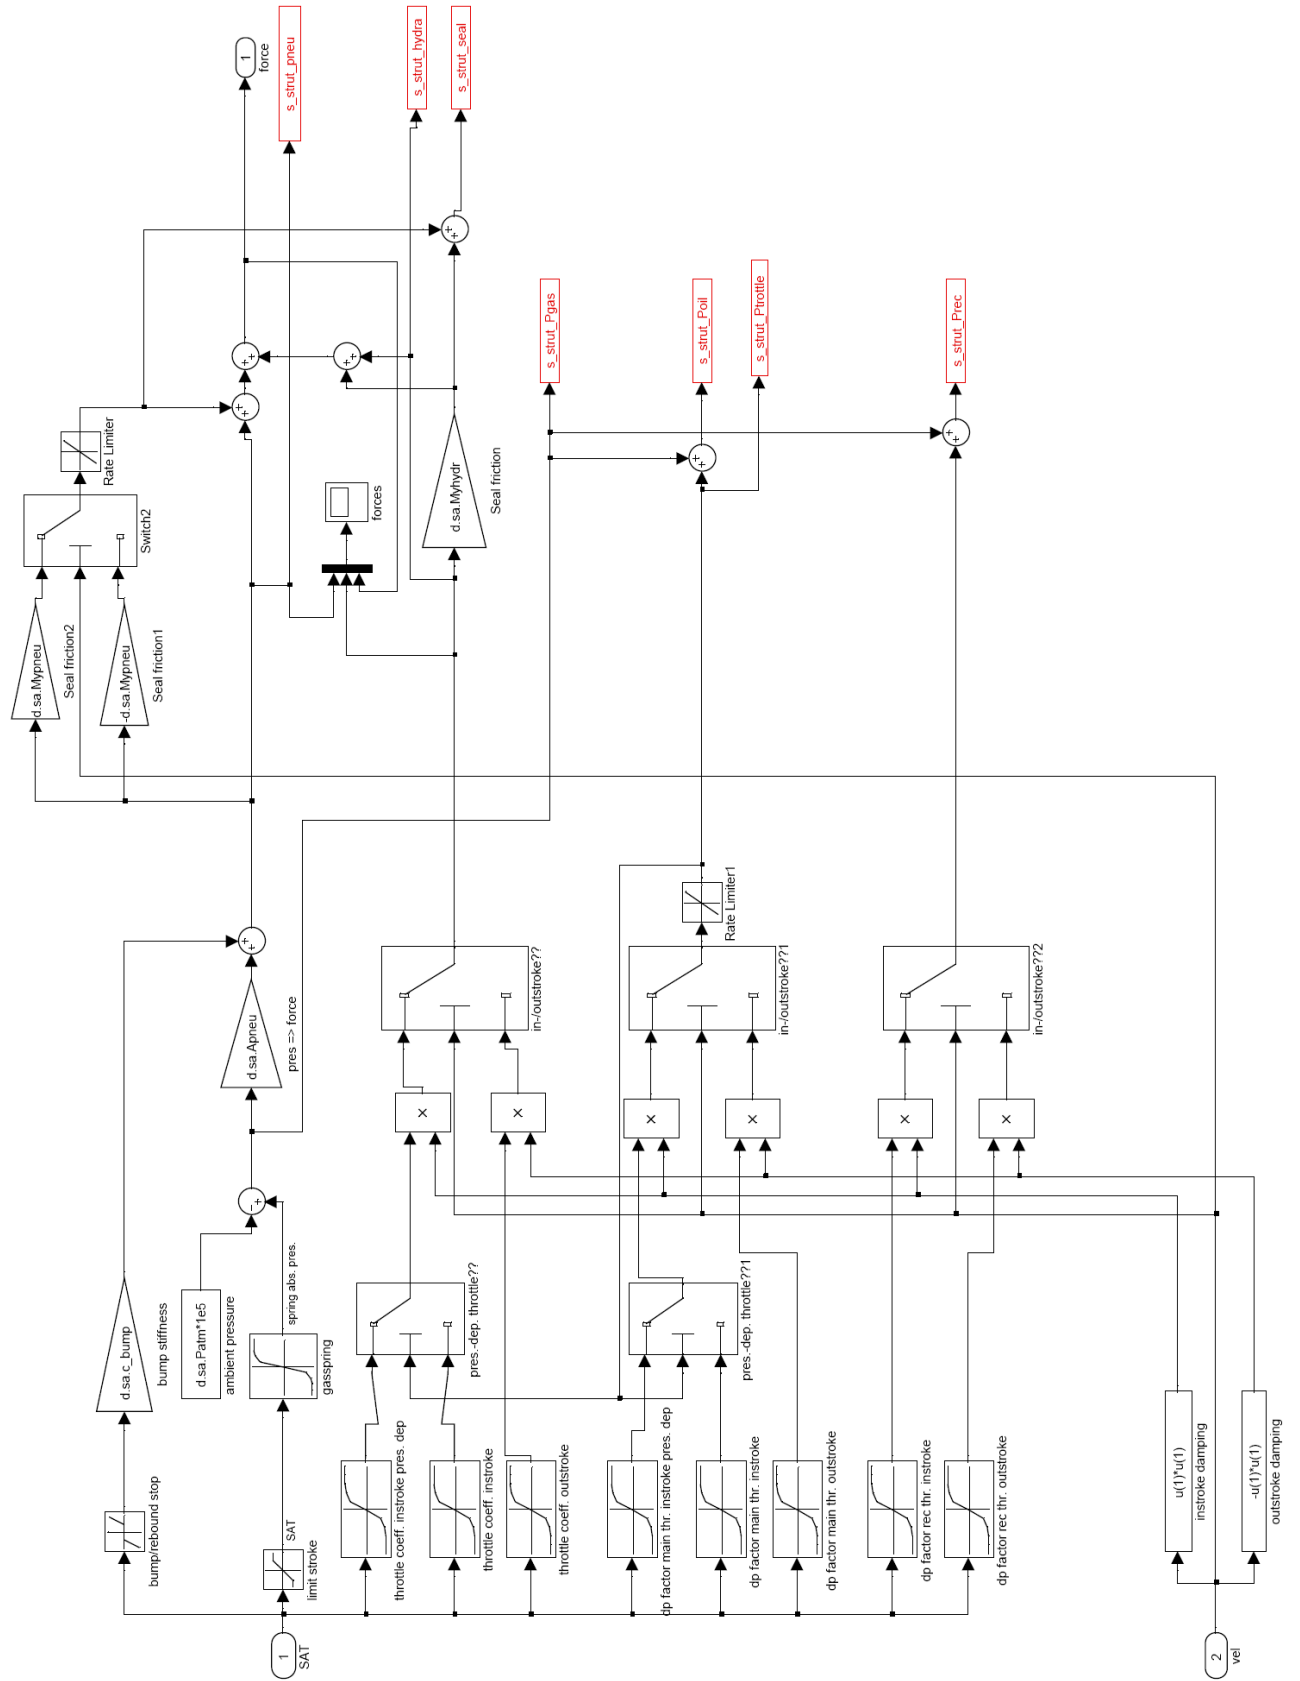 d.sa.Mypneu
Seal friction2
-d.sa.Mypneu
Seal friction1
Switch2
Rate Limiter
d.sa.c_bump
bump stiffness
bump/rebound stop
d.sa.Patm*1e5
ambient pressure
1
force
1
SAT
limit stroke
SAT
gasspring
spring abs. pres.
-
+
d.sa.Apneu
pres => force
+
+
+
+
+
+
s_strut_pneu
forces
+
+
throttle coeff. instroke pres. dep
throttle coeff. instroke
throttle coeff. outstroke
pres.-dep. throttle??
×
×
in-/outstroke??
d.sa.Myhydr
Seal friction
s_strut_hydra
+
+
s_strut_seal
dp factor main thr. instroke pres. dep
dp factor main thr. instroke
dp factor main thr. outstroke
pres.-dep. throttle??1
×
×
in-/outstroke??1
Rate Limiter1
+
+
s_strut_Pgas
s_strut_Poil
s_strut_Ptrottle
dp factor rec thr. instroke
dp factor rec thr. outstroke
×
×
in-/outstroke??2
+
+
s_strut_Prec
2
vel
u(1)*u(1)
instroke damping
-u(1)*u(1)
outstroke damping